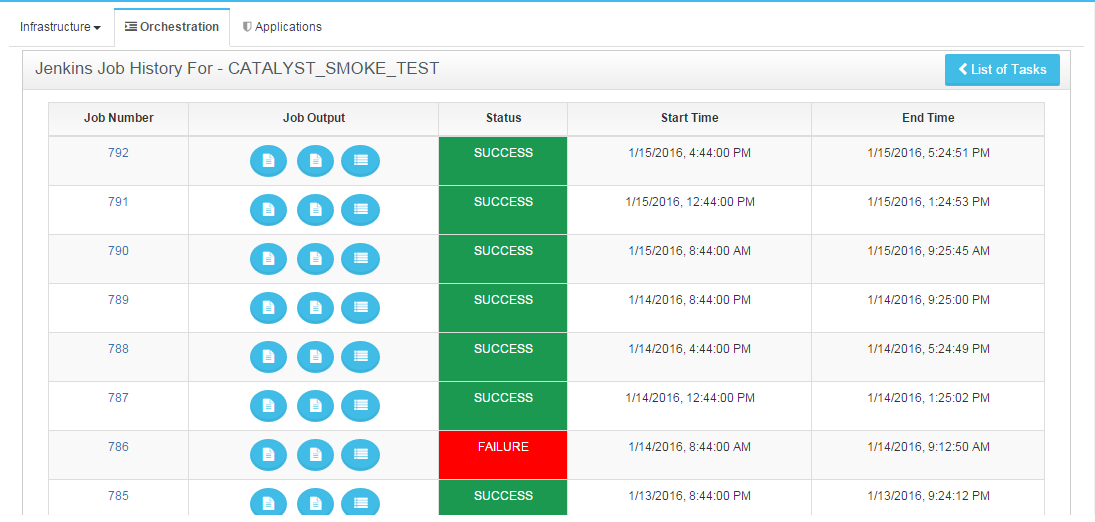 Infrastructure Orchestration Applications
Jenkins Job History For - CATALYST_SMOKE_TEST List of Tasks
Job Number Job Output Status Start Time End Time
792 SUCCESS 1/15/2016, 4:44:00 PM 1/15/2016, 5:24:51 PM
791 SUCCESS 1/15/2016, 12:44:00 PM 1/15/2016, 1:24:53 PM
790 SUCCESS 1/15/2016, 8:44:00 AM 1/15/2016, 9:25:45 AM
789 SUCCESS 1/14/2016, 8:44:00 PM 1/14/2016, 9:25:00 PM
788 SUCCESS 1/14/2016, 4:44:00 PM 1/14/2016, 5:24:49 PM
787 SUCCESS 1/14/2016, 12:44:00 PM 1/14/2016, 1:25:02 PM
786 FAILURE 1/14/2016, 8:44:00 AM 1/14/2016, 9:12:50 AM
785 SUCCESS 1/13/2016, 8:44:00 PM 1/13/2016, 9:24:12 PM